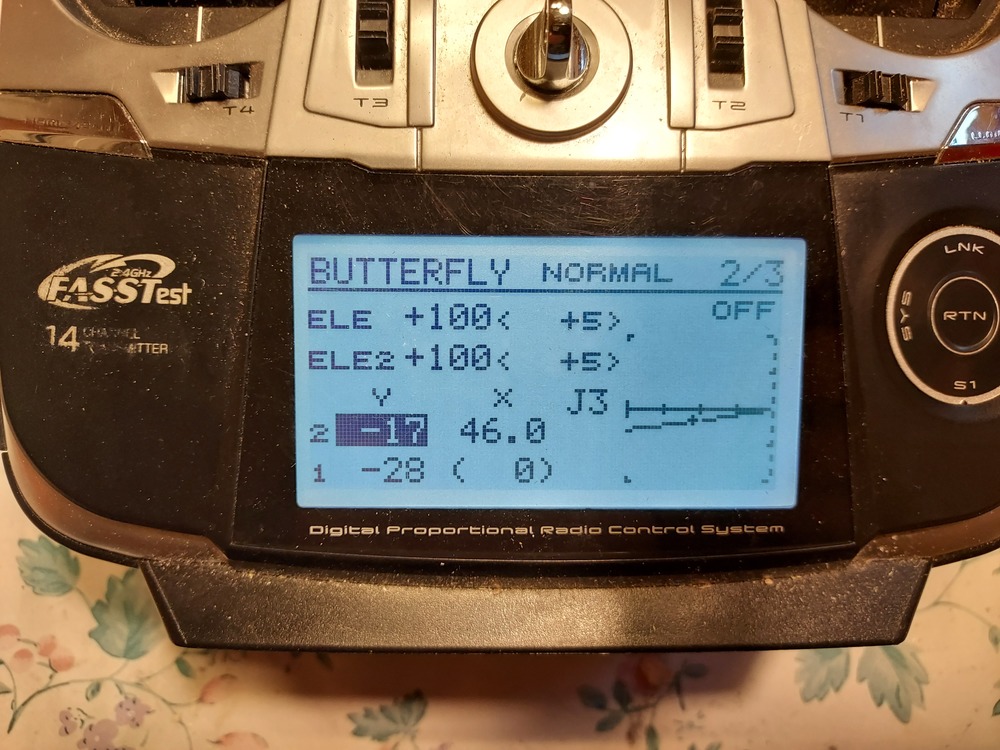 T4
T3
T2
T1
2.4GHz
FASSTest
14 CHANNEL
TRANSMITTER
LNK
SYS
RTN
S1
BUTTERFLY NORMAL 2/3
OFF
ELE +100< +5>
ELE2 +100< +5>
Y X J3
2 -17 46.0
1 -28 ( 0)
Digital Proportional Radio Control System